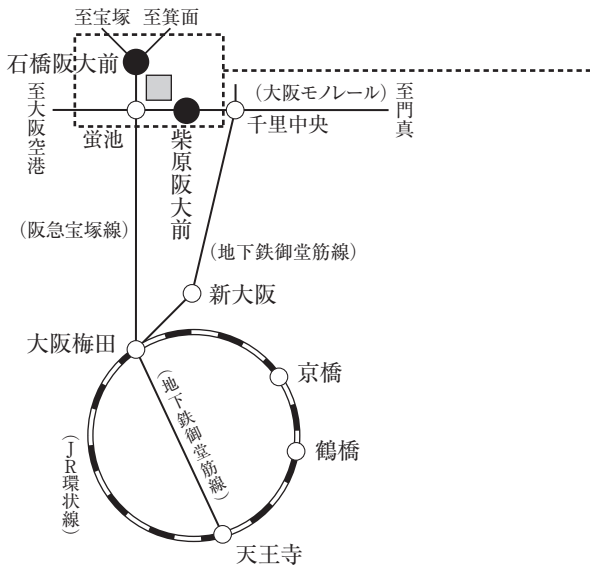 至宝塚
至箕面
石橋阪大前
至大阪空港
(大阪モノレール)
至門真
蛍池
柴原阪大前
千里中央
(阪急宝塚線)
(地下鉄御堂筋線)
新大阪
大阪梅田
(地下鉄御堂筋線)
京橋
鶴橋
(JR環状線)
天王寺